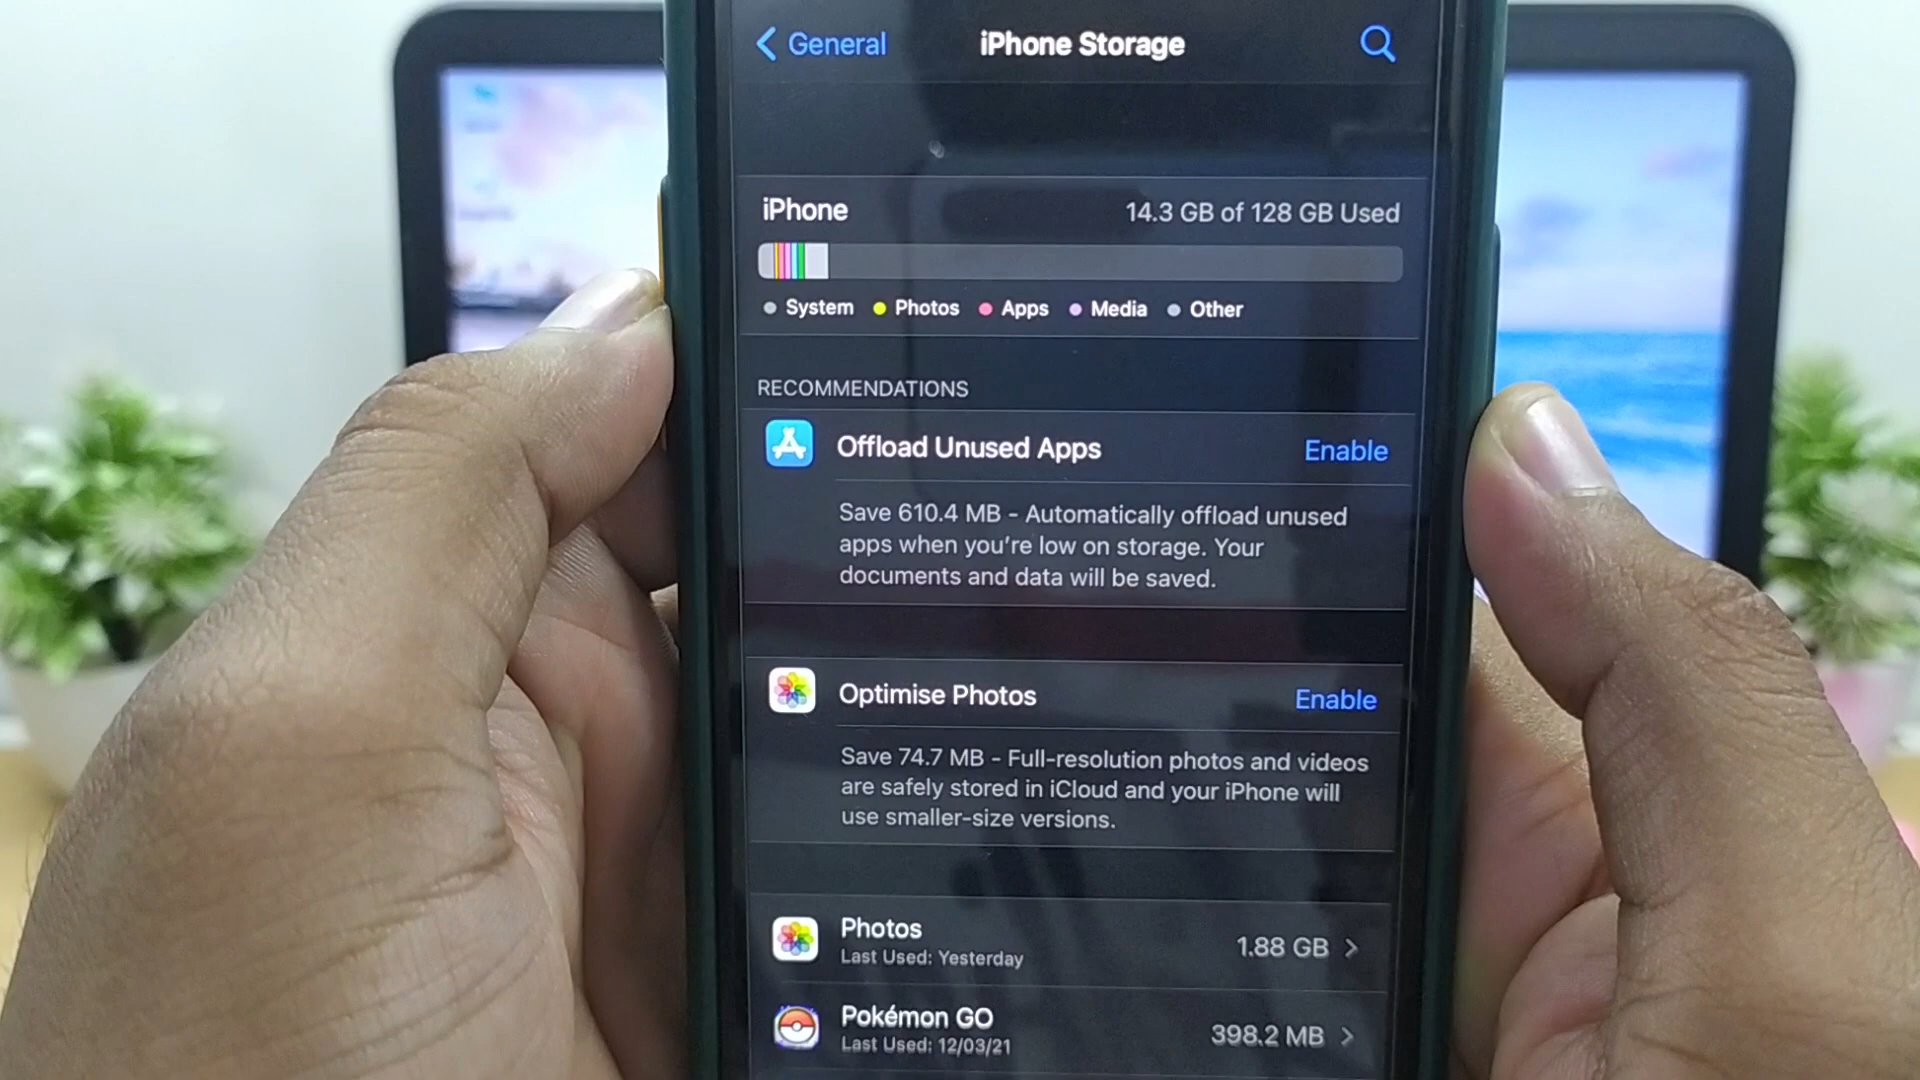 General
iPhone Storage
iPhone
14.3 GB of 128 GB Used
System Photos Apps Media Other
RECOMMENDATIONS
Offload Unused Apps
Enable
Save 610.4 MB - Automatically offload unused
apps when you're low on storage. Your
documents and data will be saved.
Optimise Photos
Enable
Save 74.7 MB - Full-resolution photos and videos
are safely stored in iCloud and your iPhone will
use smaller-size versions.
Photos
Last Used: Yesterday
1.88 GB
Pokémon GO
Last Used: 12/03/21
398.2 MB